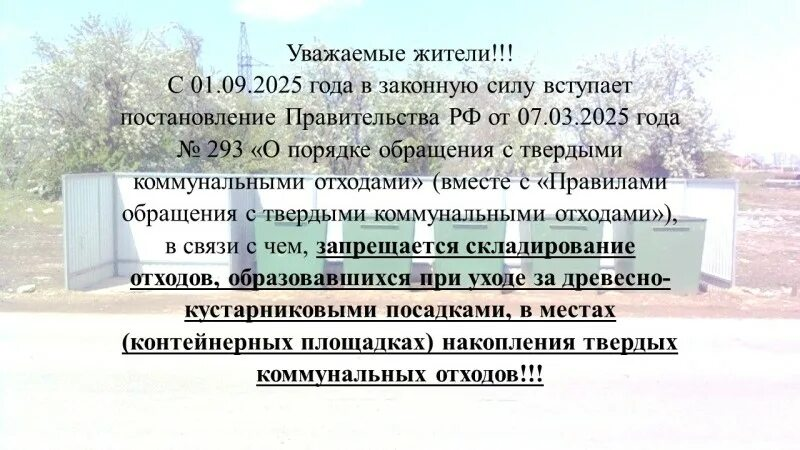 Уважаемые жители!!!
С 01.09.2025 года в законную силу вступает
постановление Правительства РФ от 07.03.2025 года
№ 293 «О порядке обращения с твердыми
коммунальными отходами» (вместе с «Правилами
обращения с твердыми коммунальными отходами»),
в связи с чем, запрещается складирование
отходов, образовавшихся при уходе за древесно-
кустарниковыми посадками, в местах
(контейнерных площадках) накопления твердых
коммунальных отходов!!!